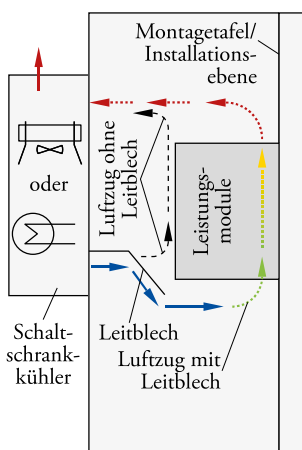 Montagetafel/
Installations-
ebene
Luftzug ohne
Leitblech
Leistungs-
module
oder
Schalt-
schrank-
kühler
Leitblech
Luftzug mit
Leitblech